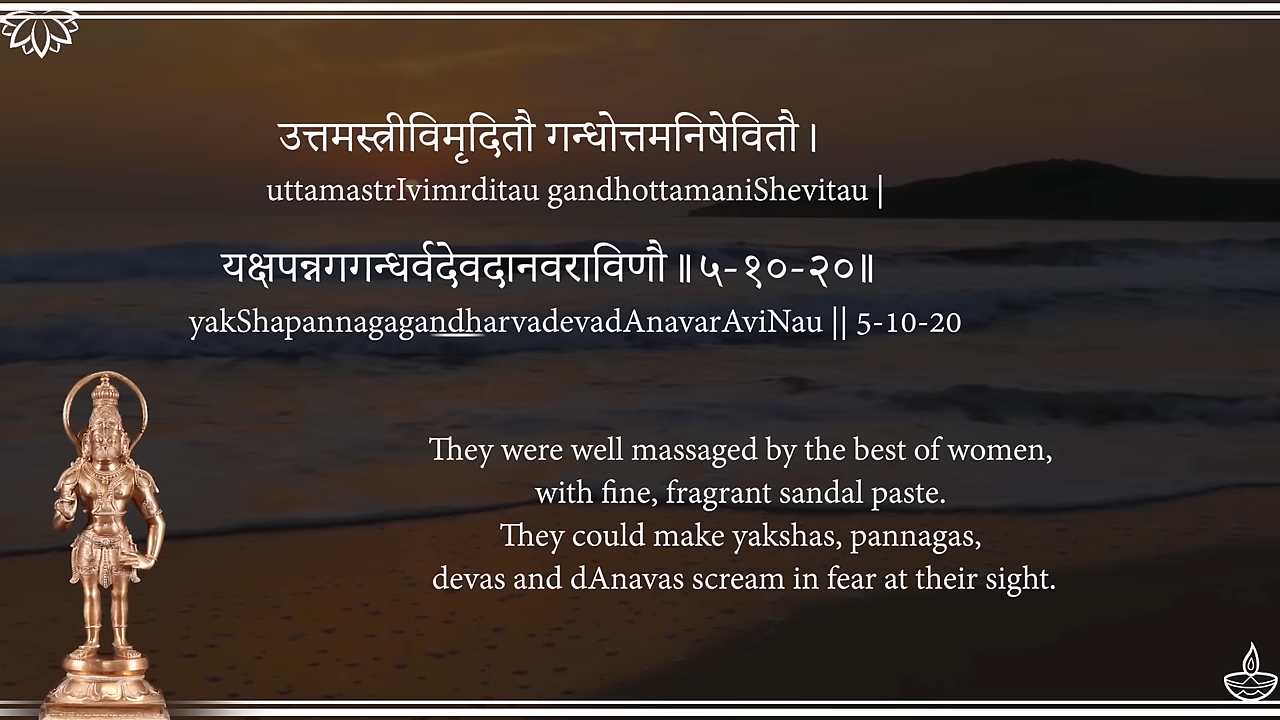 उत्तमस्त्रीविमृदितौ गन्धोत्तमनिषेवितौ ।
uttamastrIvimrditau gandhottamaniShevitau |
यक्षपन्नगगन्धर्वदेवदानवराविणौ ॥ ५-१०-२०॥
yakShapannagagandharvadevadAnavarAviNau || 5-10-20
They were well massaged by the best of women,
with fine, fragrant sandal paste.
They could make yakshas, pannagas,
devas and dAnavas scream in fear at their sight.